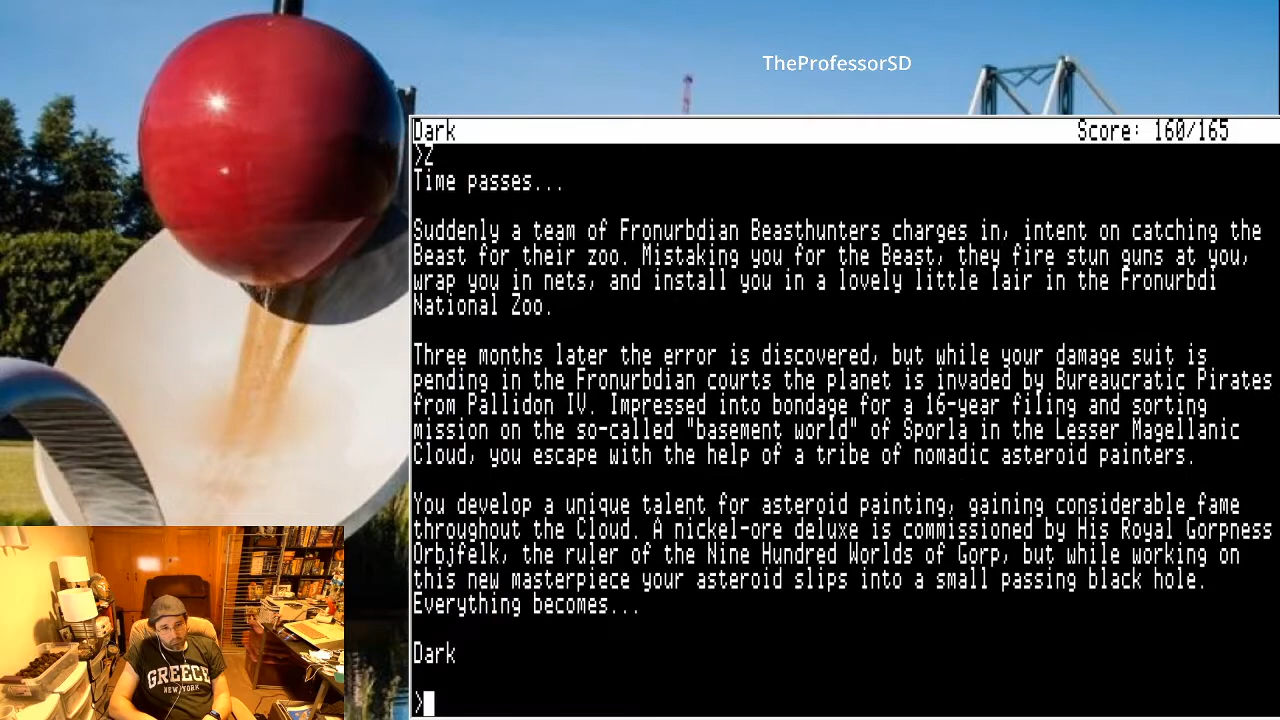 TheProfessorSD
Dark Score: 160/165
>Z
Time passes...
Suddenly a team of Fronurbdian Beasthunters charges in, intent on catching the
Beast for their zoo. Mistaking you for the Beast, they fire stun guns at you,
wrap you in nets, and install you in a lovely little lair in the Fronurbdi
National Zoo.
Three months later the error is discovered, but while your damage suit is
pending in the Fronurbdian courts the planet is invaded by Bureaucratic Pirates
from Pallidon IV. Impressed into bondage for a 16-year filing and sorting
mission on the so-called "basement world" of Sporla in the Lesser Magellanic
Cloud, you escape with the help of a tribe of nomadic asteroid painters.
You develop a unique talent for asteroid painting, gaining considerable fame
throughout the Cloud. A nickel-ore deluxe is commissioned by His Royal Gorpness
Orbjfelk, the ruler of the Nine Hundred Worlds of Gorp, but while working on
this new masterpiece your asteroid slips into a small passing black hole.
Everything becomes...
Dark
>
GREECE
NEW YORK